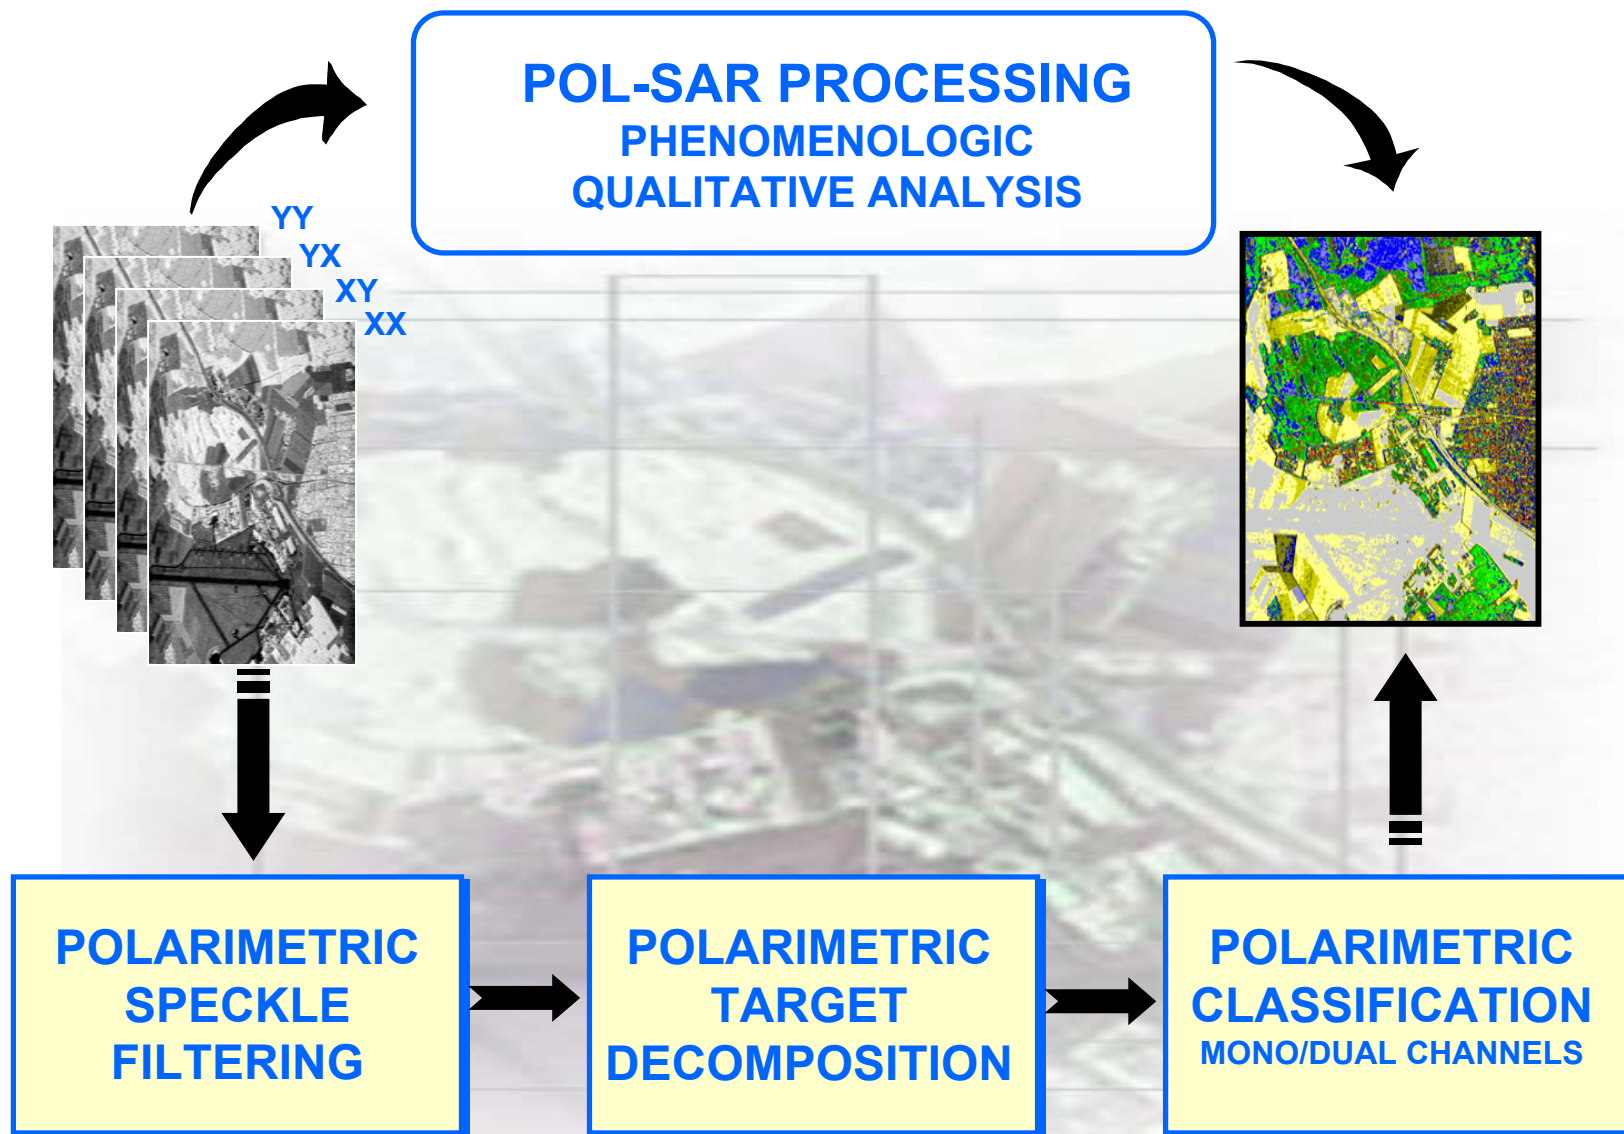 POL-SAR PROCESSING
PHENOMENOLOGIC
QUALITATIVE ANALYSIS
YY
YX
XY
XX
POLARIMETRIC
SPECKLE
FILTERING
POLARIMETRIC
TARGET
DECOMPOSITION
POLARIMETRIC
CLASSIFICATION
MONO/DUAL CHANNELS